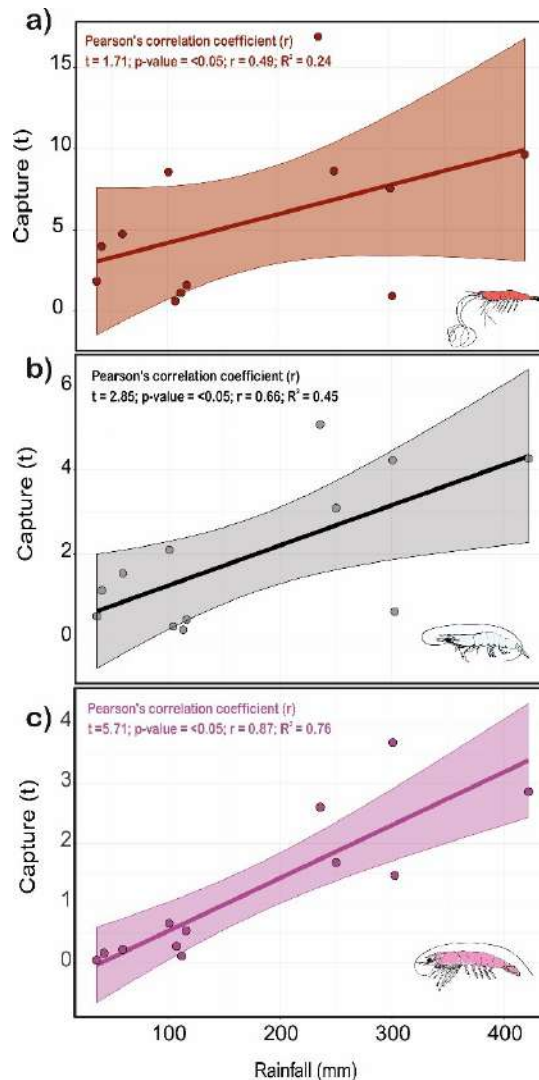 a)
Pearson's correlation coefficient (r)
t = 1.71; p-value = <0.05; r = 0.49; R² = 0.24
Capture (t)
15
10
5
0
b)
Pearson's correlation coefficient (r)
t = 2.85; p-value = <0.05; r = 0.66; R² = 0.45
Capture (t)
6
4
2
0
c)
Pearson's correlation coefficient (r)
t =5.71; p-value = <0.05; r = 0.87; R² = 0.76
Capture (t)
4
3
2
1
0
100 200 300 400
Rainfall (mm)